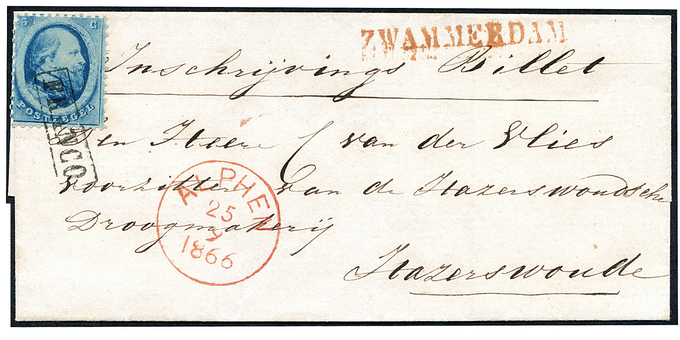 5 C
POSTZEGEL
FRANCO
ZWAMMERDAM
Inschrijvings Billet
Den Heere C van der Vlies
voorzitter van de Hazerswoudsche
Droogmakerij
Hazerswoude
ALPHEN
25
9
1866